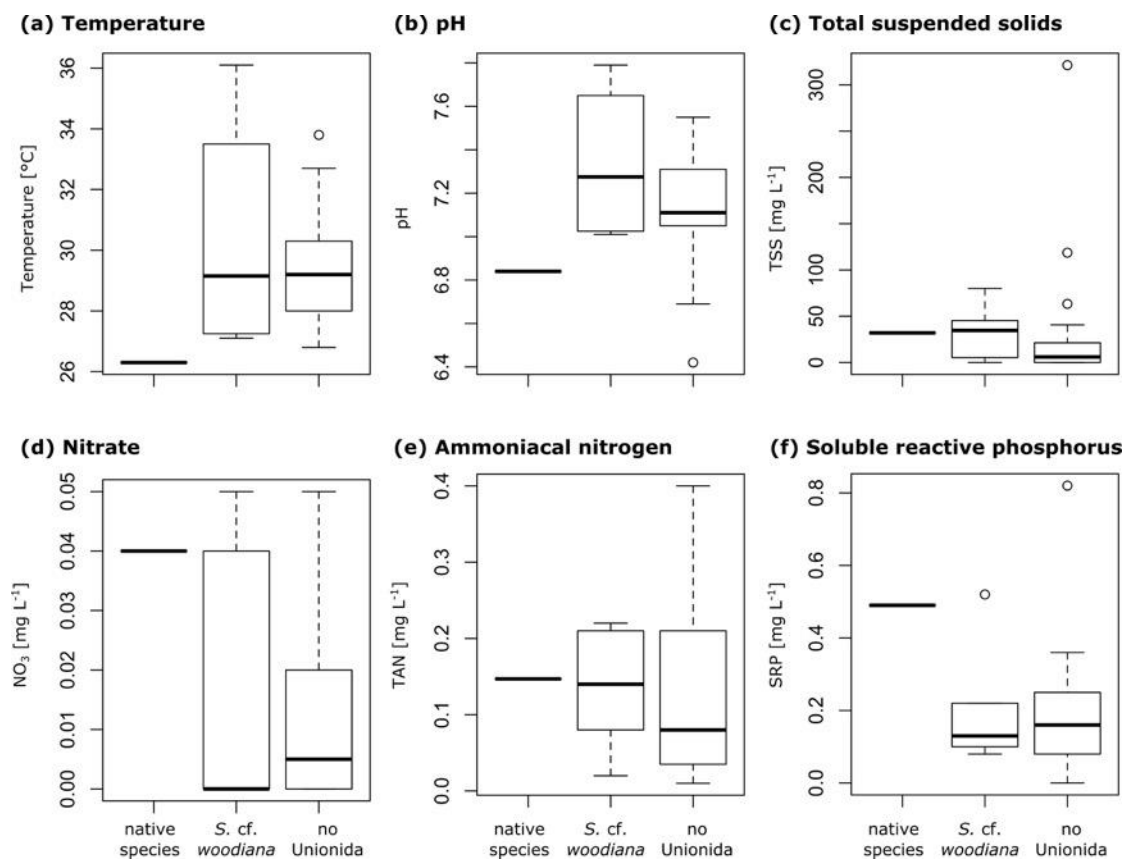 (a) Temperature
(b) pH
(c) Total suspended solids
Temperature [°C]
36
34
32
30
28
26
pH
7.6
7.2
6.8
6.4
TSS [mg L-1]
300
200
100
50
0
(d) Nitrate
(e) Ammoniacal nitrogen
(f) Soluble reactive phosphorus
NO3 [mg L-1]
0.05
0.04
0.03
0.02
0.01
0.00
TAN [mg L-1]
0.4
0.3
0.2
0.1
0.0
SRP [mg L-1]
0.8
0.6
0.4
0.2
0.0
native
species
S. cf.
woodiana
no
Unionida
native
species
S. cf.
woodiana
no
Unionida
native
species
S. cf.
woodiana
no
Unionida